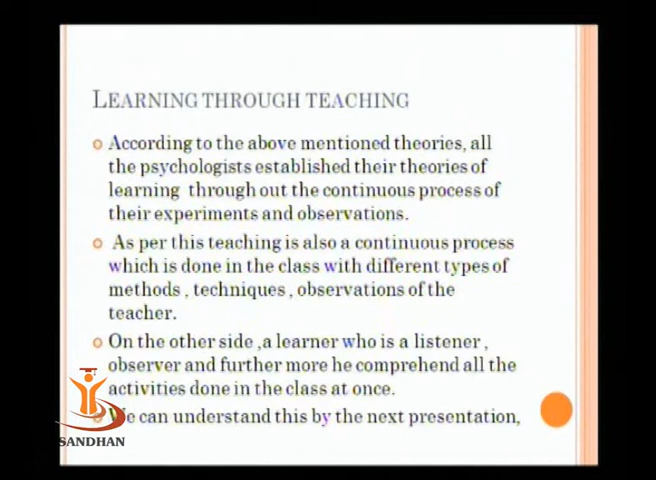 LEARNING THROUGH TEACHING
According to the above mentioned theories, all
the psychologists established their theories of
learning through out the continuous process of
their experiments and observations.
As per this teaching is also a continuous process
which is done in the class with different types of
methods , techniques , observations of the
teacher.
On the other side ,a learner who is a listener ,
observer and further more he comprehend all the
activities done in the class at once.
We can understand this by the next presentation,
SANDHAN